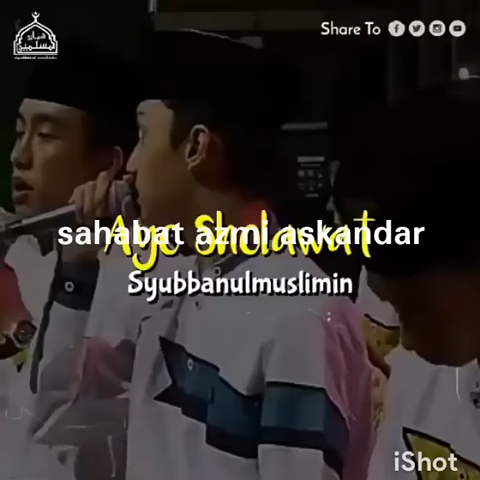 Share To
Ayo Sholawat
sahabat azmi askandar
Syubbanulmuslimin
iShot